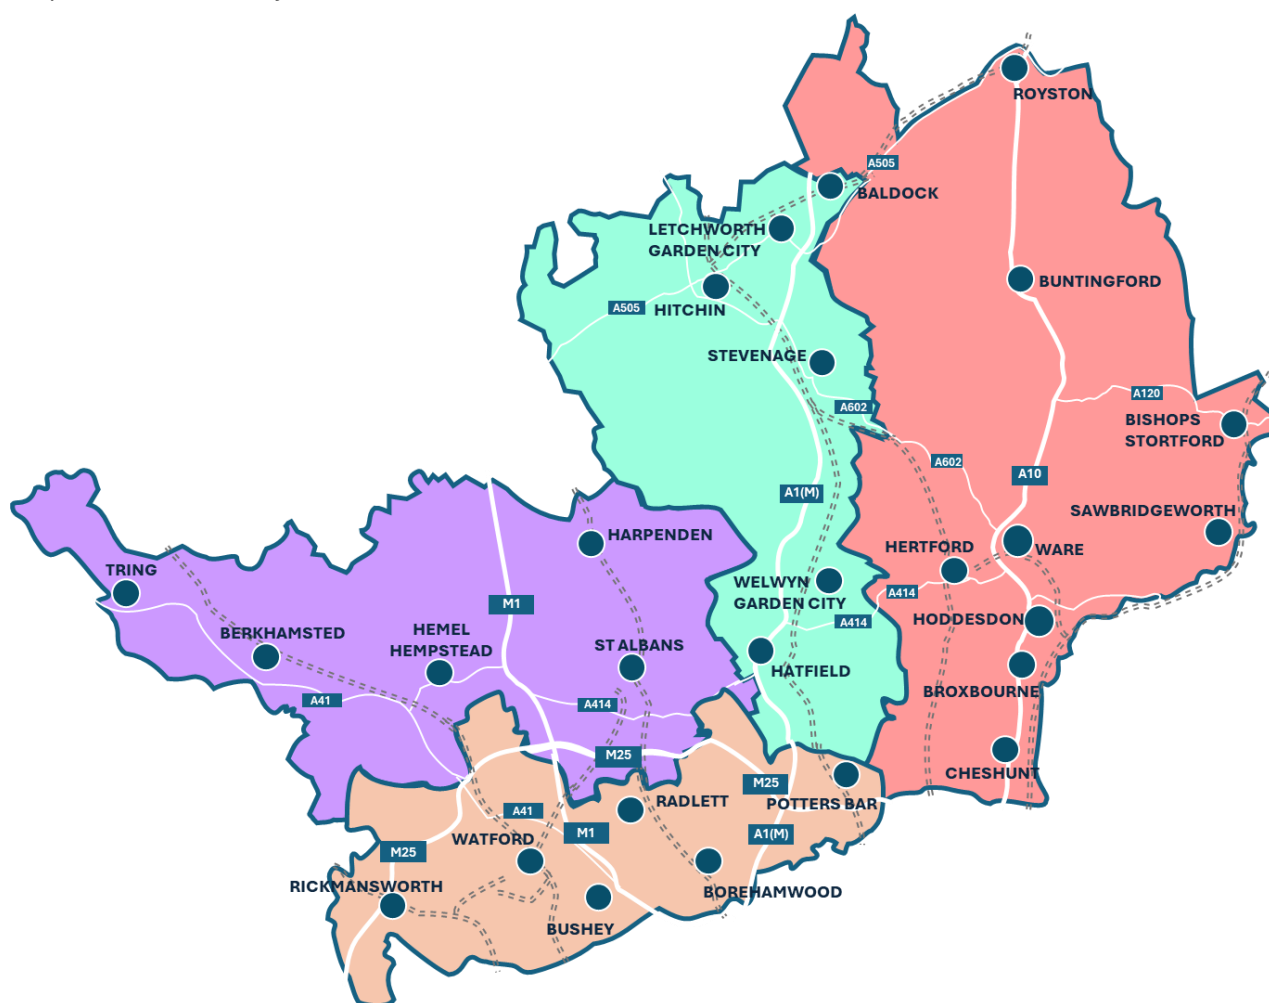 ROYSTON
A505
BALDOCK
LETCHWORTH
GARDEN CITY
BUNTINGFORD
A505
HITCHIN
STEVENAGE
A120
A602
BISHOPS
STORTFORD
A602
A10
A1(M)
SAWBRIDGEWORTH
HARPENDEN
HERTFORD
WARE
TRING
WELWYN
GARDEN CITY
A414
M1
A414
HODDESDON
BERKHAMSTED
HEMEL
HEMPSTEAD
ST ALBANS
HATFIELD
BROXBOURNE
A41
A414
M25
CHESHUNT
M25
POTTERS BAR
RADLETT
A41
M1
A1(M)
WATFORD
M25
RICKMANSWORTH
BOREHAMWOOD
BUSHEY